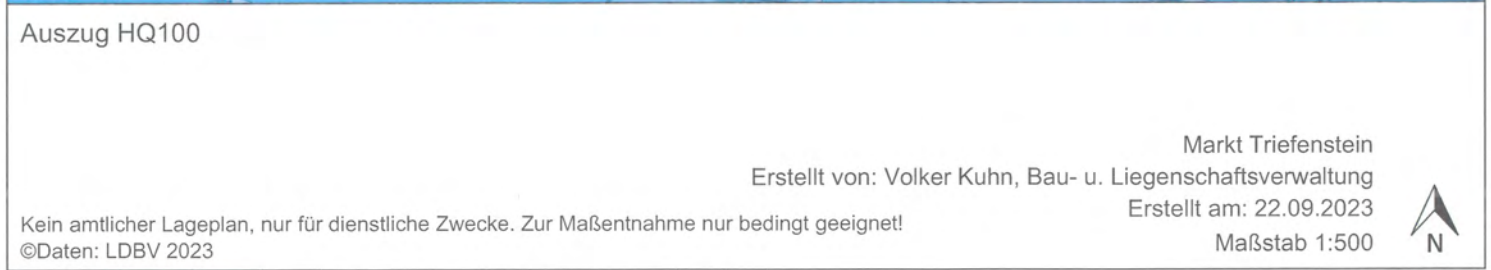 Auszug HQ100
Markt Triefenstein
Erstellt von: Volker Kuhn, Bau- u. Liegenschaftsverwaltung
Erstellt am: 22.09.2023
Maßstab 1:500
Kein amtlicher Lageplan, nur für dienstliche Zwecke. Zur Maßentnahme nur bedingt geeignet!
©Daten: LDBV 2023
N